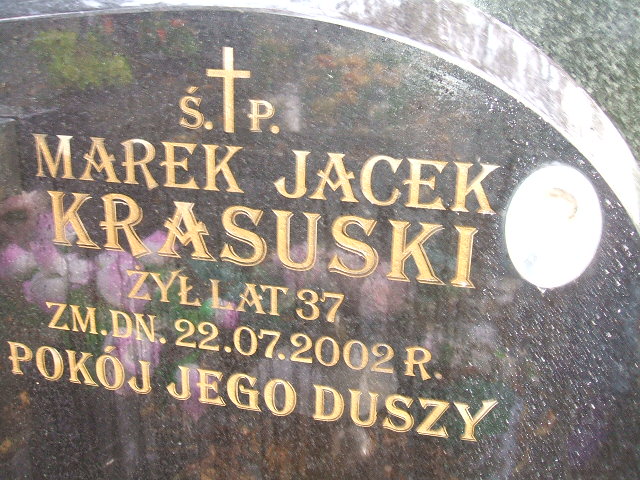 Ś. P.
MAREK JACEK
KRASUSKI
ŻYŁ LAT 37
ZM. DN. 22.07.2002 R.
POKÓJ JEGO DUSZY